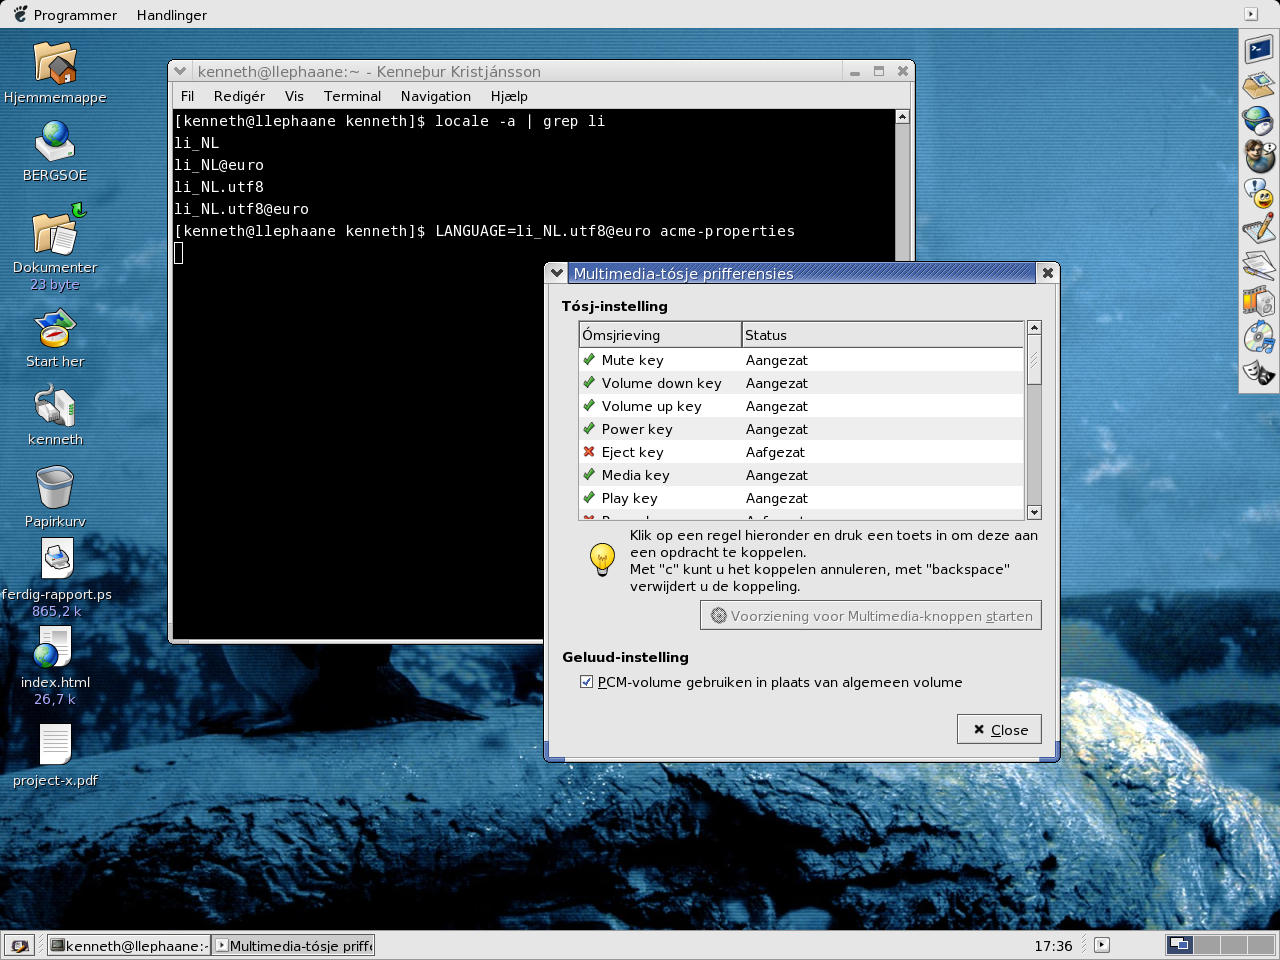 Programmer Handlinger
Hjemmemappe
BERGSOE
Dokumenter
23 byte
Start her
kenneth
Papirkurv
ferdig-rapport.ps
865,2 k
index.html
26,7 k
project-x.pdf
kenneth@llephaane:~ - Kenneþur Kristjánsson
Fil Redigér Vis Terminal Navigation Hjælp
[kenneth@llephaane kenneth]$ locale -a | grep li
li_NL
li_NL@euro
li_NL.utf8
li_NL.utf8@euro
[kenneth@llephaane kenneth]$ LANGUAGE=li_NL.utf8@euro acme-properties
Multimedia-tósje prifferensies
Tósj-instelling
Ómsjrieving Status
Mute key Aangezat
Volume down key Aangezat
Volume up key Aangezat
Power key Aangezat
Eject key Aafgezat
Media key Aangezat
Play key Aangezat
Klik op een regel hieronder en druk een toets in om deze aan
een opdracht te koppelen.
Met "c" kunt u het koppelen annuleren, met "backspace"
verwijdert u de koppeling.
Voorziening voor Multimedia-knoppen starten
Geluud-instelling
PCM-volume gebruiken in plaats van algemeen volume
Close
kenneth@llephaane:- Multimedia-tósje priffe
17:36